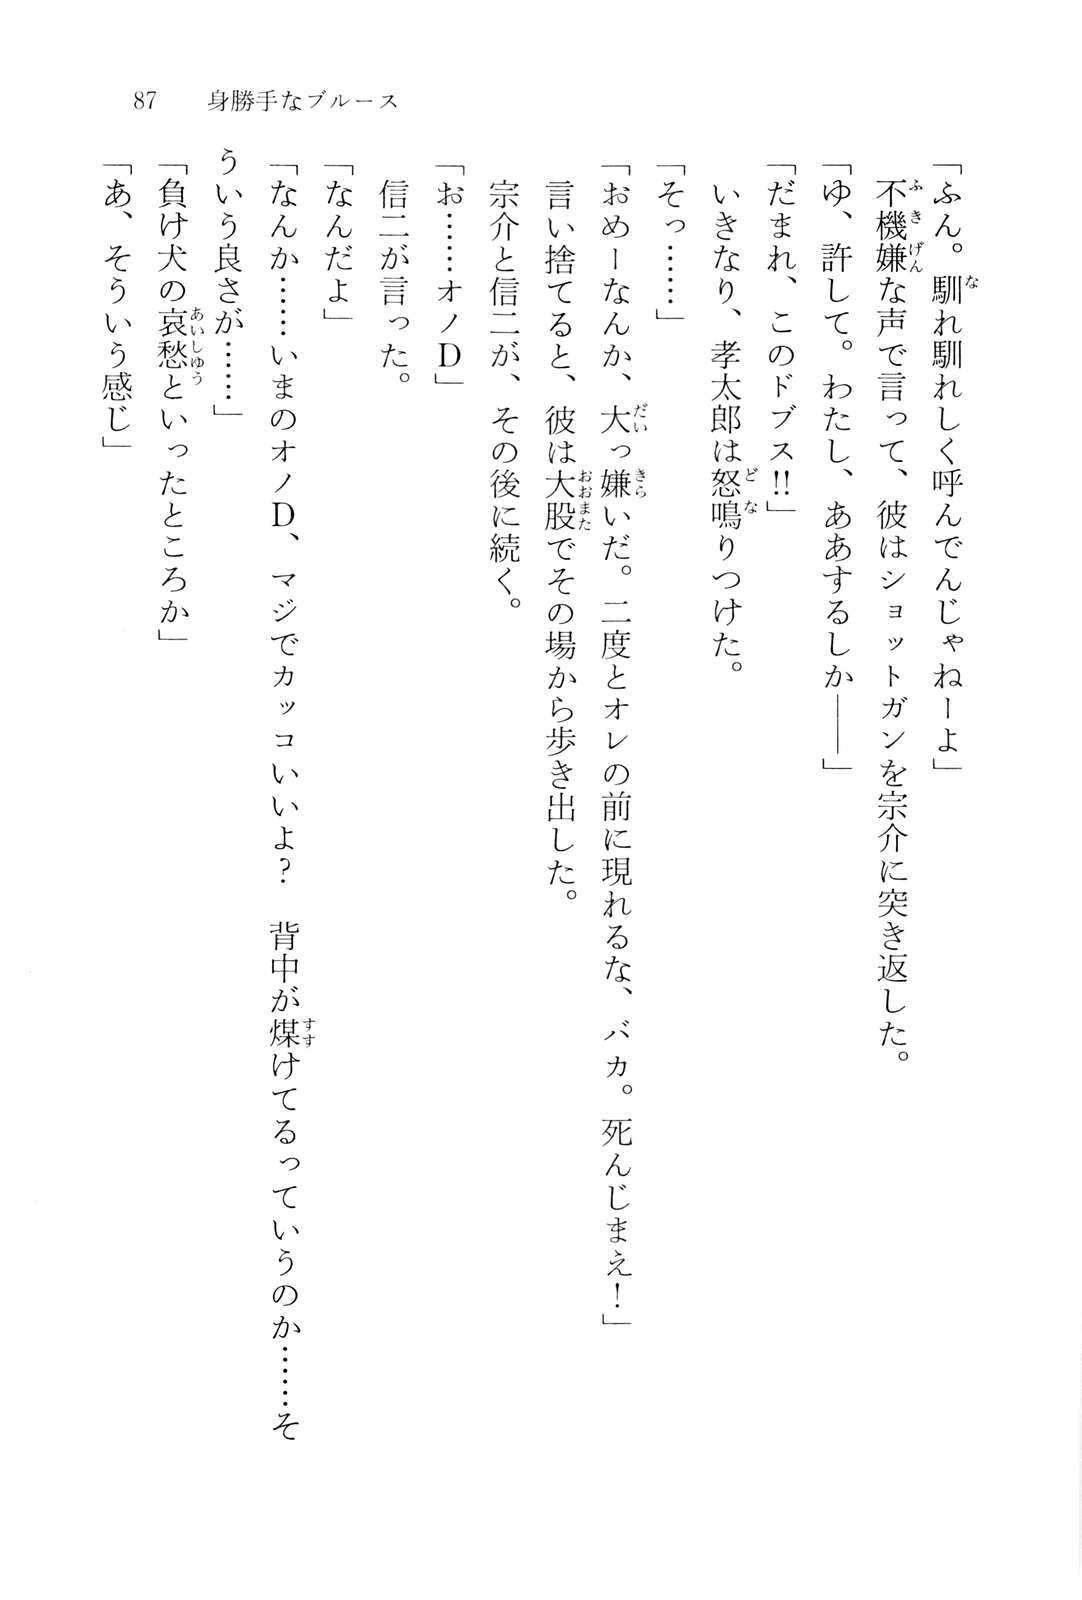 87 身勝手なブルース
「ふん。馴れ馴れしく呼んでんじゃねーよ」
不機嫌な声で言って、彼はショットガンを宗介に突き返した。
「ゆ、許して。わたし、ああするしか――」
「だまれ、このドブス!!」
いきなり、孝太郎は怒鳴りつけた。
「そっ……」
「おめーなんか、大っ嫌いだ。二度とオレの前に現れるな、バカ。死んじまえ！」
言い捨てると、彼は大股でその場から歩き出した。
宗介と信二が、その後に続く。
「お……オノD」
信二が言った。
「なんだよ」
「なんか……いまのオノD、マジでカッコいいよ？　背中が煤けてるっていうのか……そ
ういう良さが……」
「負け犬の哀愁といったところか」
「あ、そういう感じ」